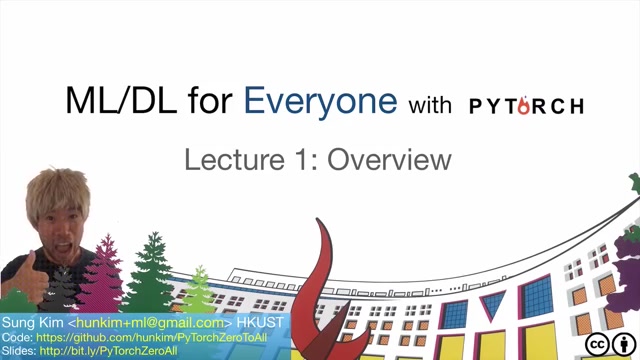 ML/DL for Everyone with PYTORCH
Lecture 1: Overview
Sung Kim <hunkim+ml@gmail.com> HKUST
Code: https://github.com/hunkim/PyTorchZeroToAll
Slides: http://bit.ly/PyTorchZeroAll
cc